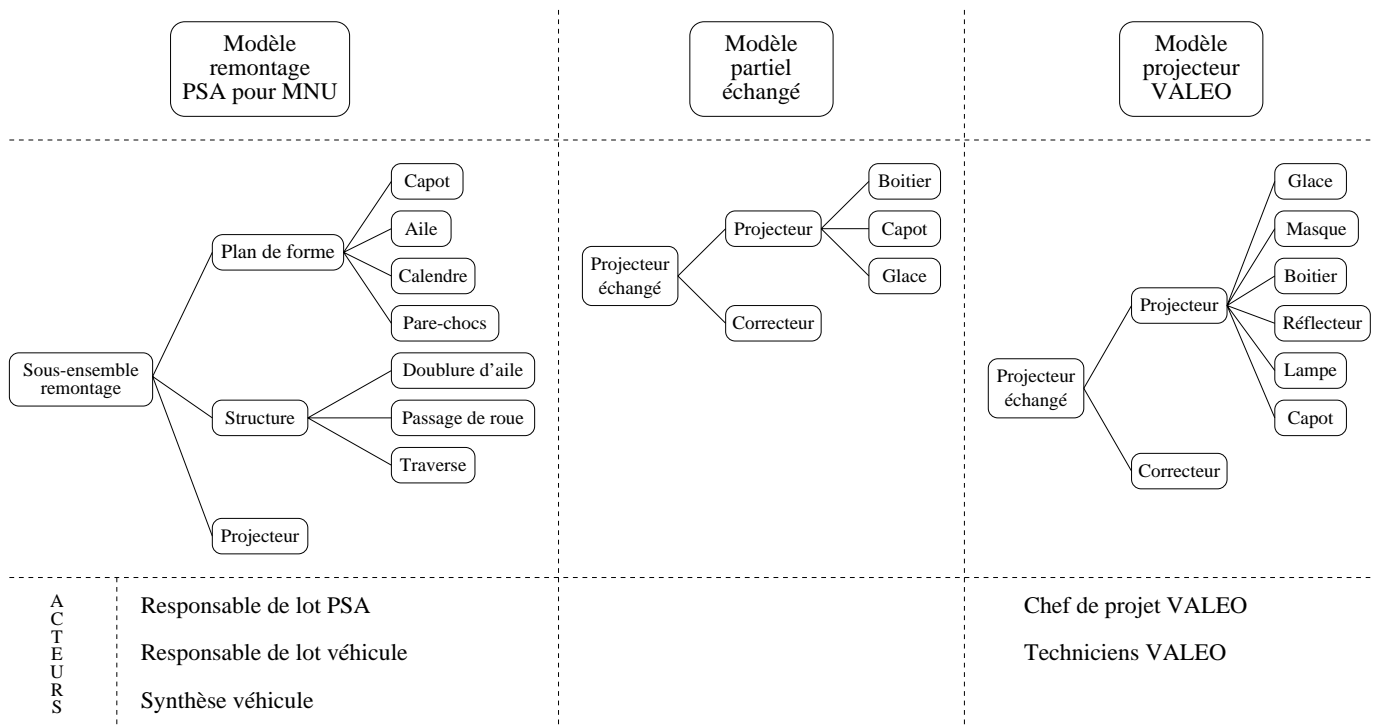 Modèle
remontage
PSA pour MNU
Modèle
partiel
échangé
Modèle
projecteur
VALEO
Capot
Aile
Plan de forme
Calendre
Pare-chocs
Sous-ensemble
remontage
Doublure d'aile
Structure
Passage de roue
Traverse
Projecteur
Boitier
Projecteur
Capot
Projecteur
échangé
Glace
Correcteur
Glace
Masque
Boitier
Projecteur
Réflecteur
Projecteur
échangé
Lampe
Capot
Correcteur
ACTEURS
Responsable de lot PSA
Responsable de lot véhicule
Synthèse véhicule
Chef de projet VALEO
Techniciens VALEO